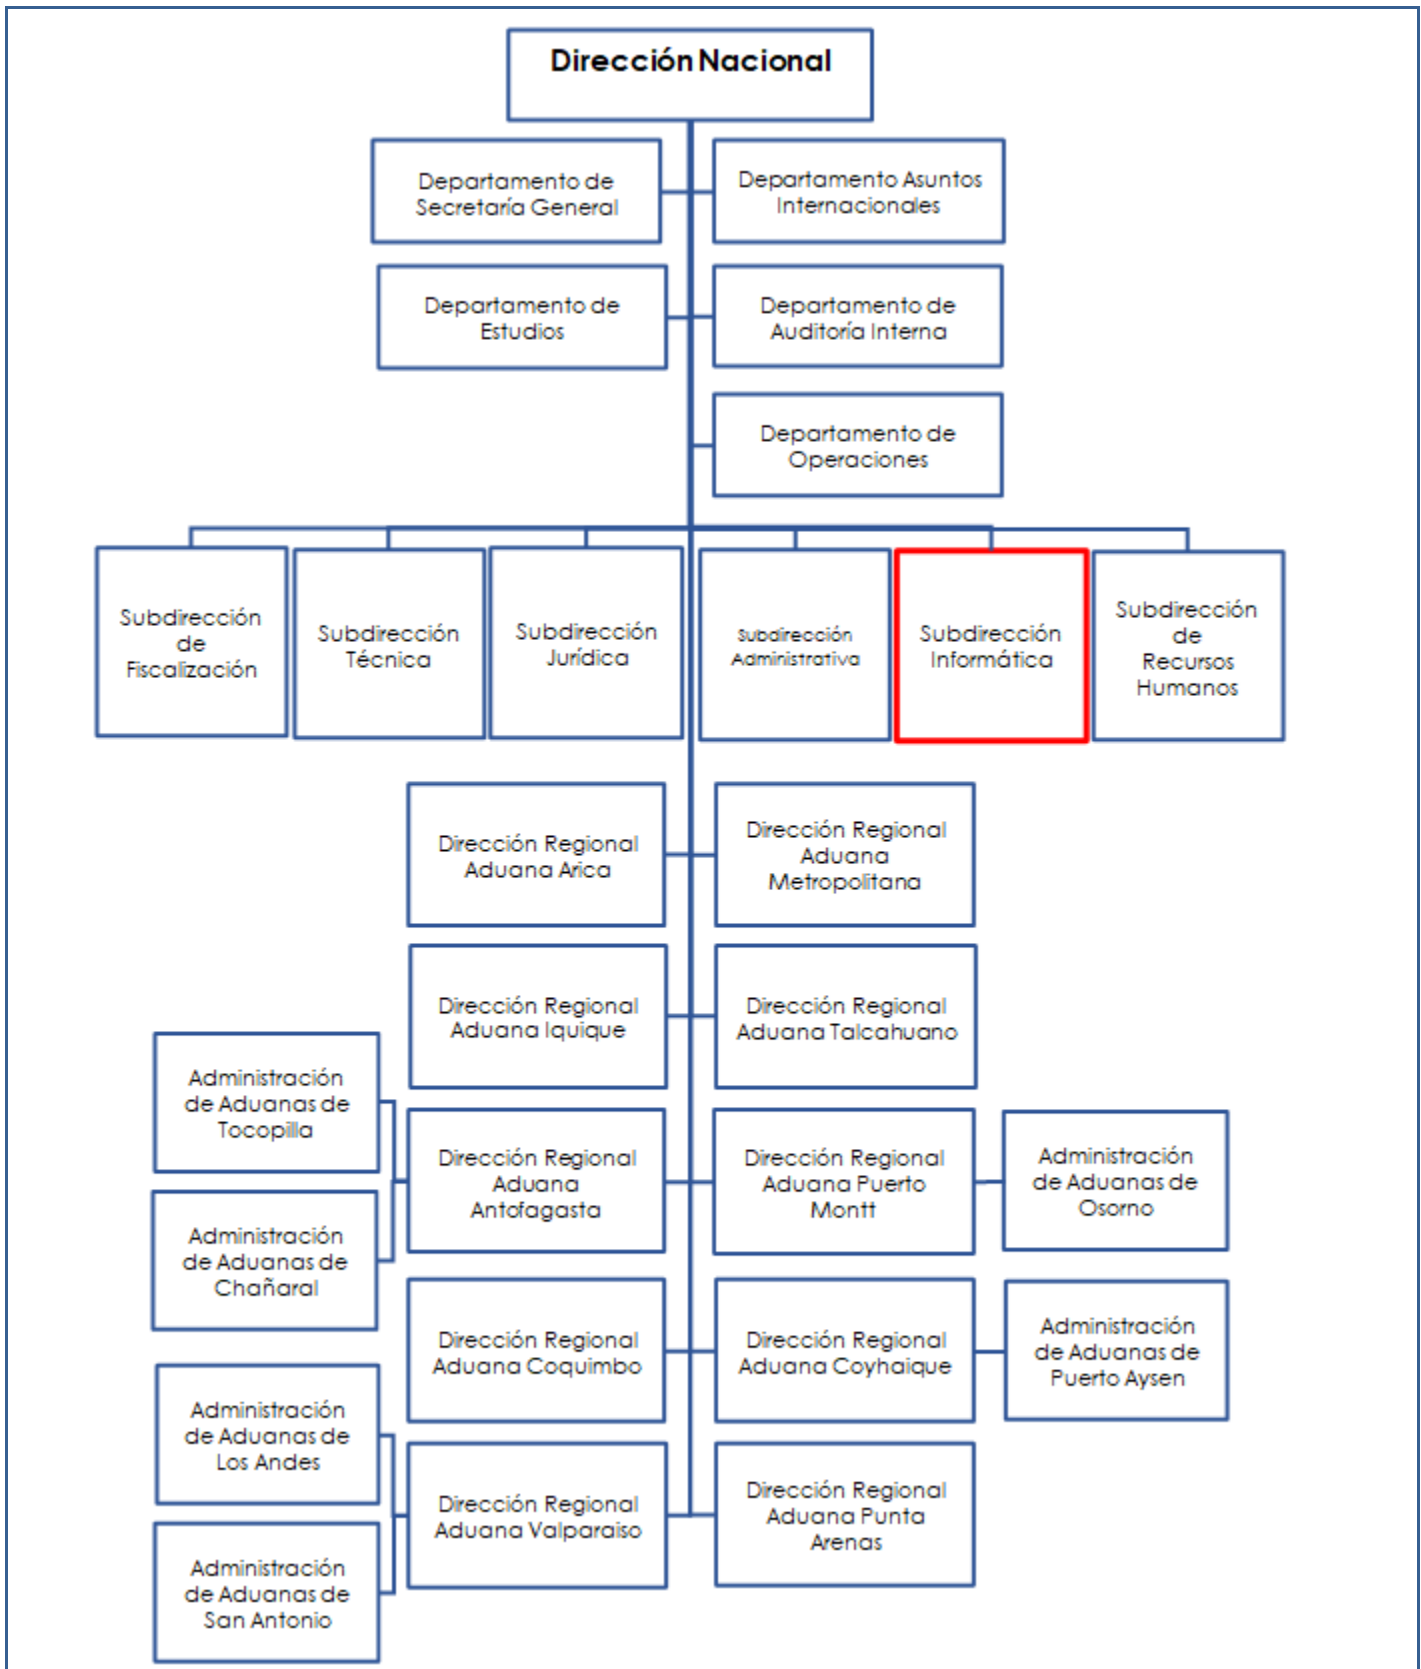 Dirección Nacional
Departamento de
Secretaría General
Departamento Asuntos
Internacionales
Departamento de
Estudios
Departamento de
Auditoría Interna
Departamento de
Operaciones
Subdirección
de
Fiscalización
Subdirección
Técnica
Subdirección
Jurídica
Subdirección
Administrativa
Subdirección
Informática
Subdirección
de
Recursos
Humanos
Dirección Regional
Aduana Arica
Dirección Regional
Aduana
Metropolitana
Dirección Regional
Aduana Iquique
Dirección Regional
Aduana Talcahuano
Administración
de Aduanas de
Tocopilla
Administración
de Aduanas de
Chañaral
Dirección Regional
Aduana
Antofagasta
Dirección Regional
Aduana Puerto
Montt
Administración
de Aduanas de
Osorno
Dirección Regional
Aduana Coquimbo
Dirección Regional
Aduana Coyhaique
Administración
de Aduanas de
Puerto Aysen
Administración
de Aduanas de
Los Andes
Administración
de Aduanas de
San Antonio
Dirección Regional
Aduana Valparaiso
Dirección Regional
Aduana Punta
Arenas